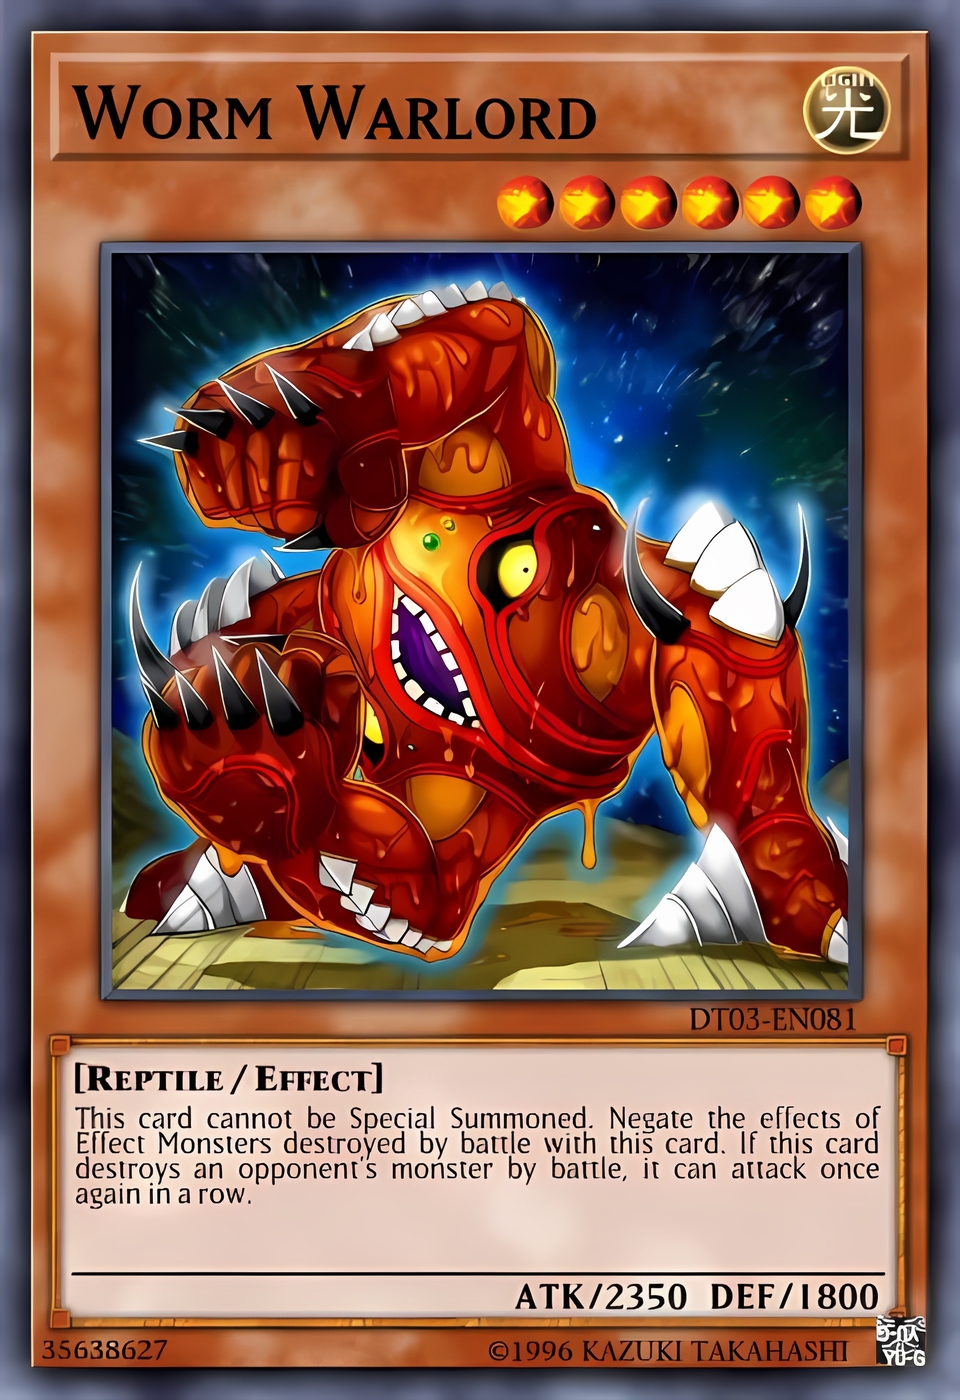 Worm Warlord
光
DT03-EN081
[Reptile / Effect]
This card cannot be Special Summoned. Negate the effects of
Effect Monsters destroyed by battle with this card. If this card
destroys an opponent's monster by battle, it can attack once
again in a row.
ATK/2350 DEF/1800
35638627
©1996 KAZUKI TAKAHASHI